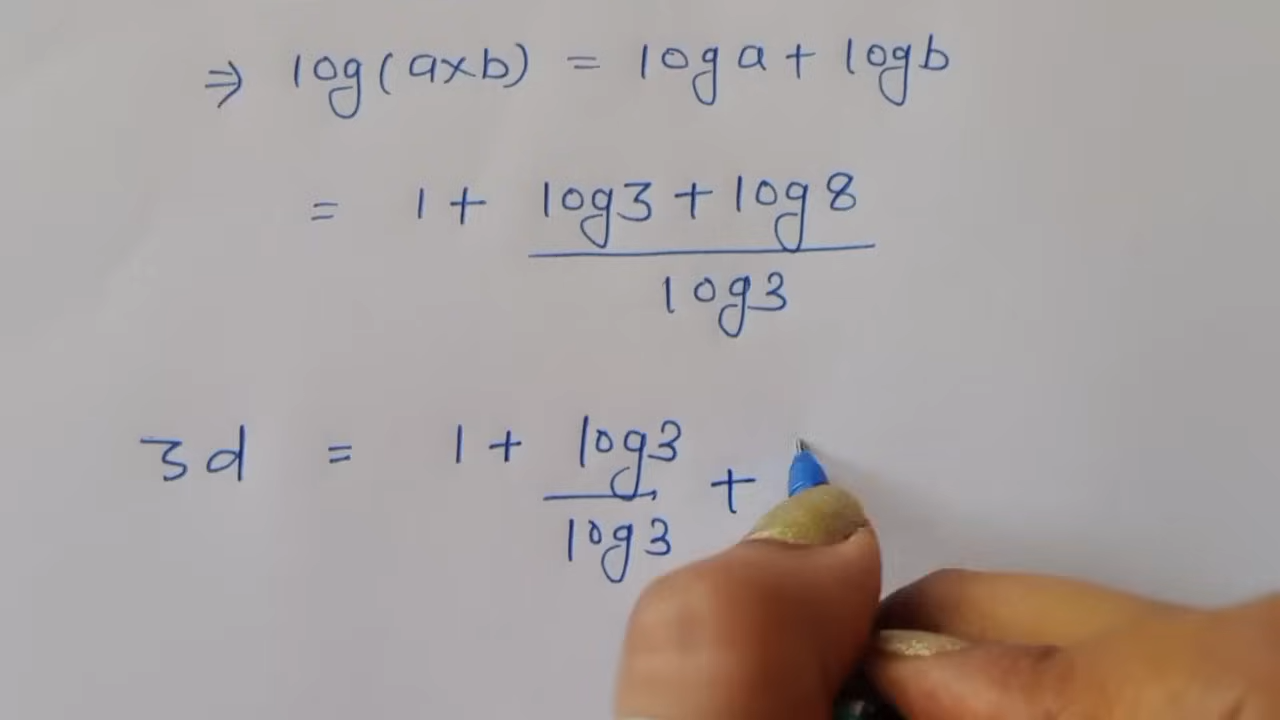 ⇒ log(a×b) = log a + log b
= 1 + (log3 + log8)/log3
3d = 1 + log3/log3 +